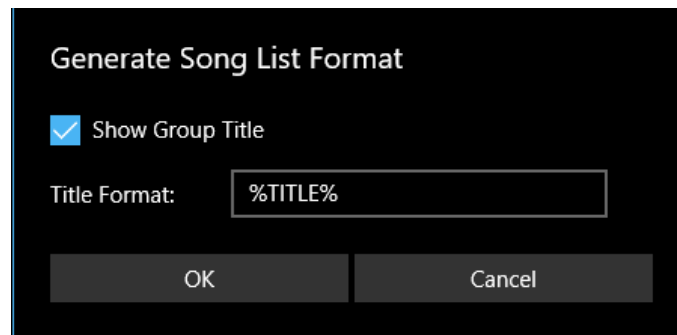 Generate Song List Format
Show Group Title
Title Format: %TITLE%
OK Cancel